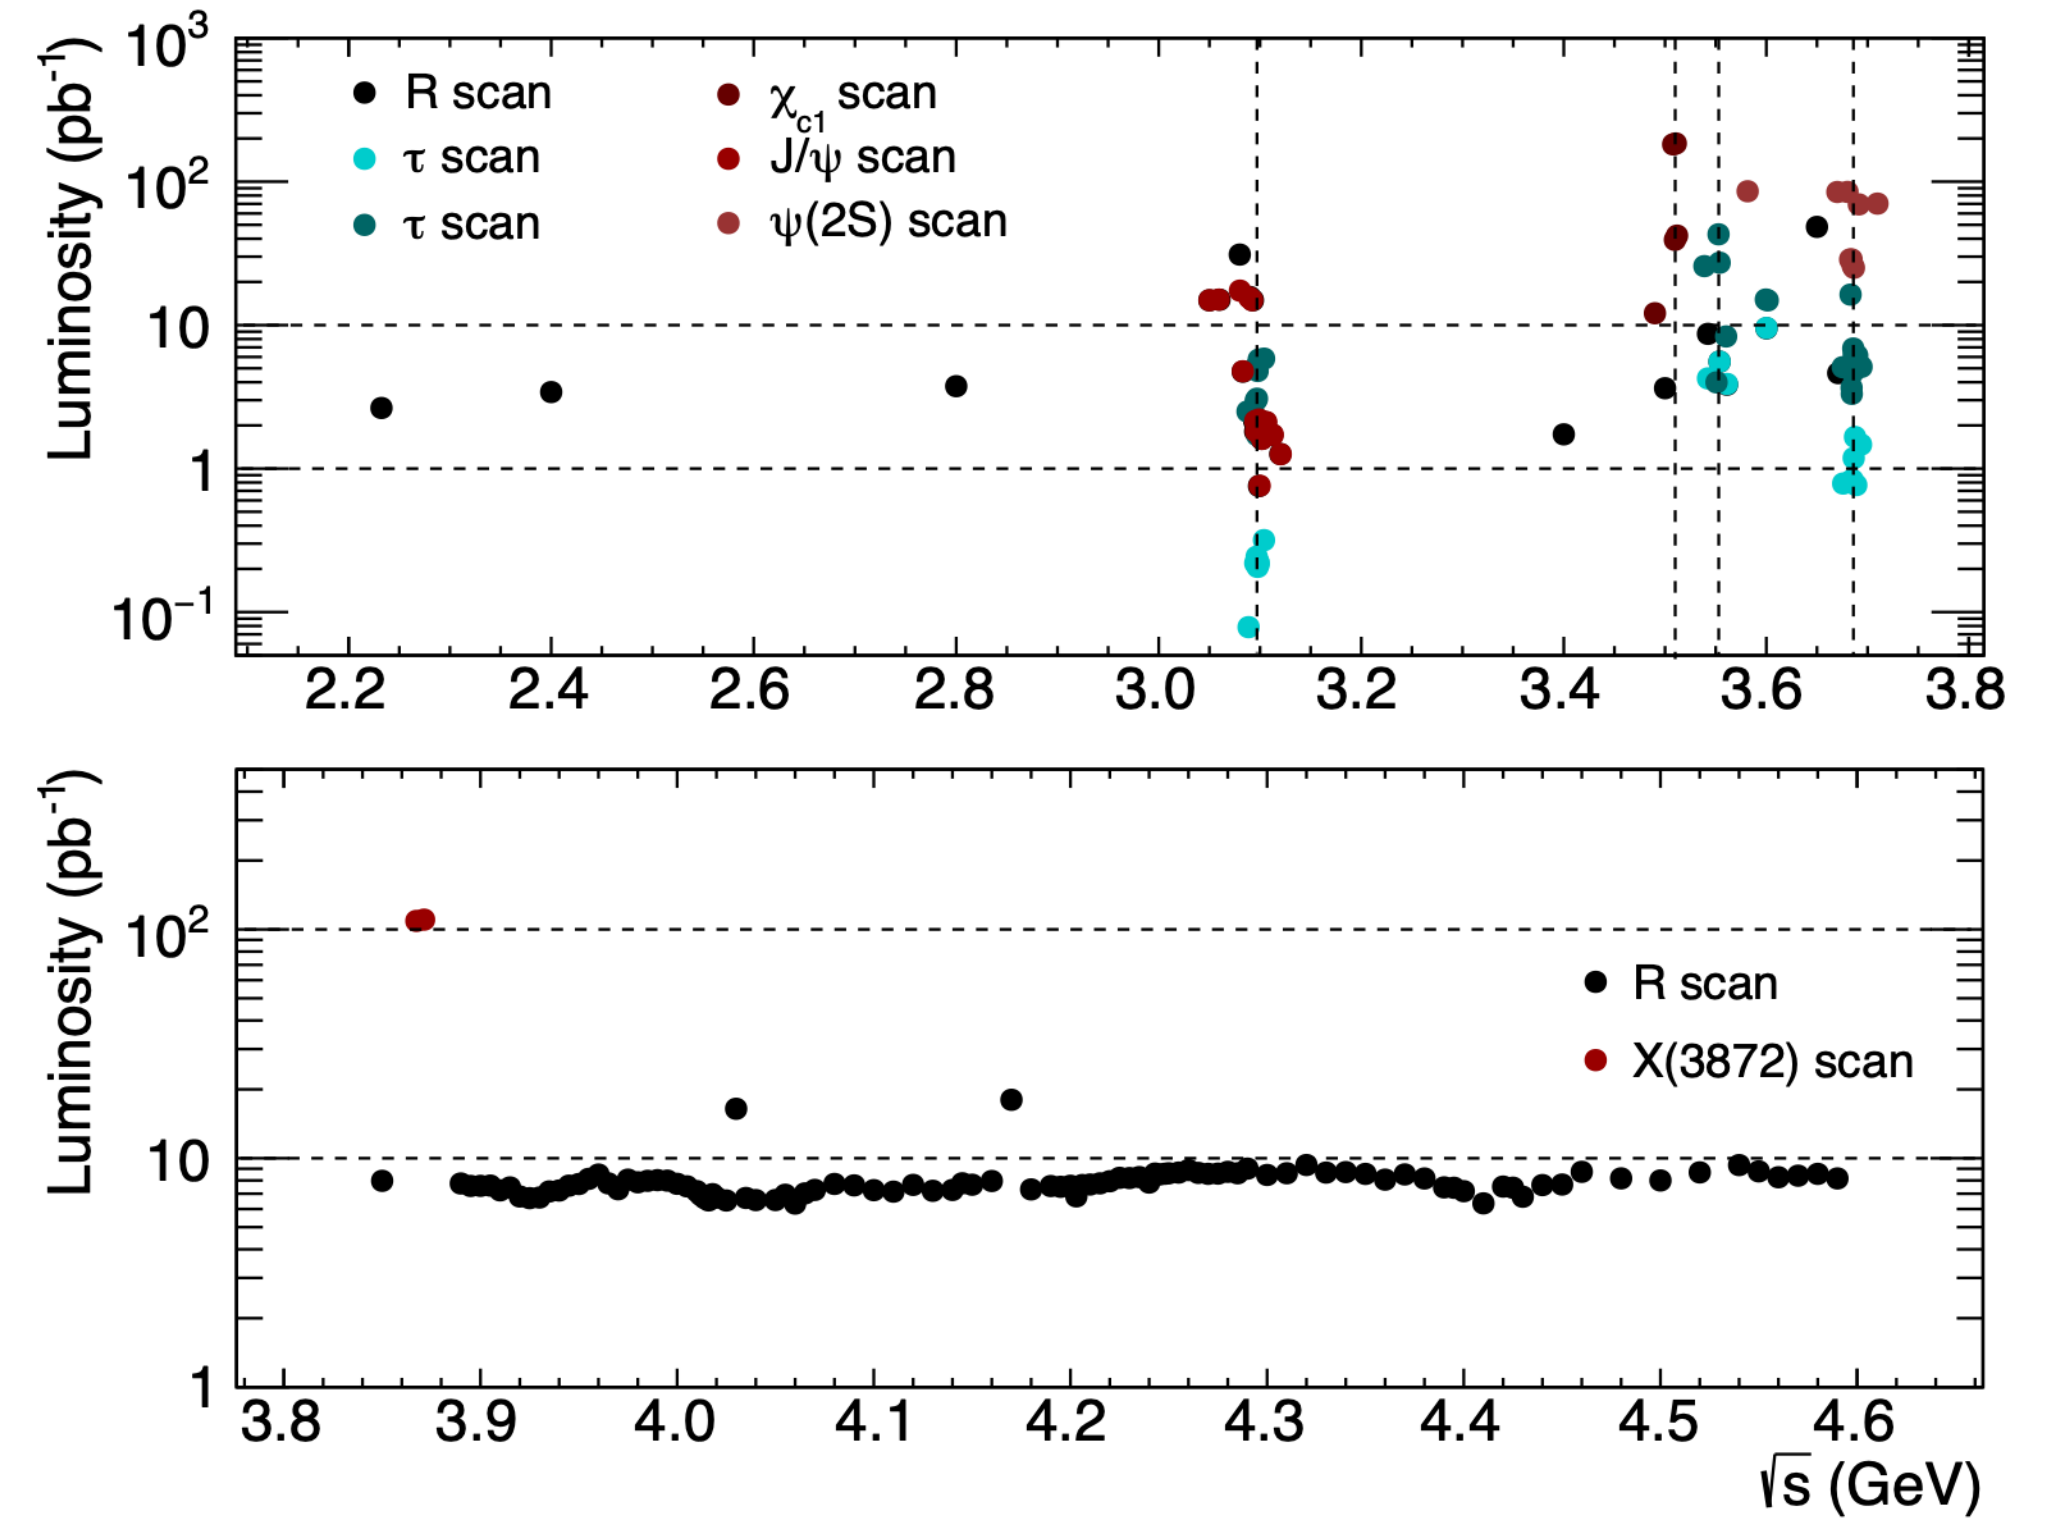 Luminosity (pb⁻¹)
10³
10²
10
1
10⁻¹
R scan
τ scan
τ scan
χc1 scan
J/ψ scan
ψ(2S) scan
2.2 2.4 2.6 2.8 3.0 3.2 3.4 3.6 3.8
Luminosity (pb⁻¹)
10²
10
1
R scan
X(3872) scan
3.8 3.9 4.0 4.1 4.2 4.3 4.4 4.5 4.6
√s (GeV)